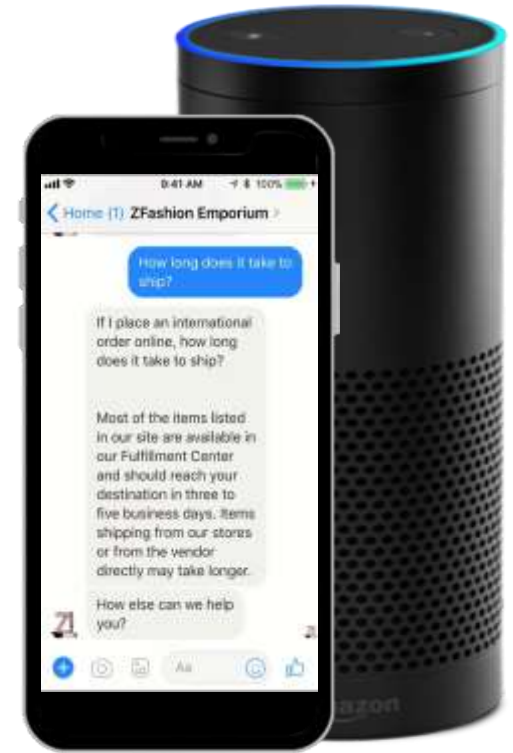 9:41 AM 100%
Home (1) ZFashion Emporium
How long does it take to
ship?
If I place an international
order online, how long
does it take to ship?
Most of the items listed
in our site are available in
our Fulfillment Center
and should reach your
destination in three to
five business days. Items
shipping from our stores
or from the vendor
directly may take longer.
How else can we help
you?
Aa
azon